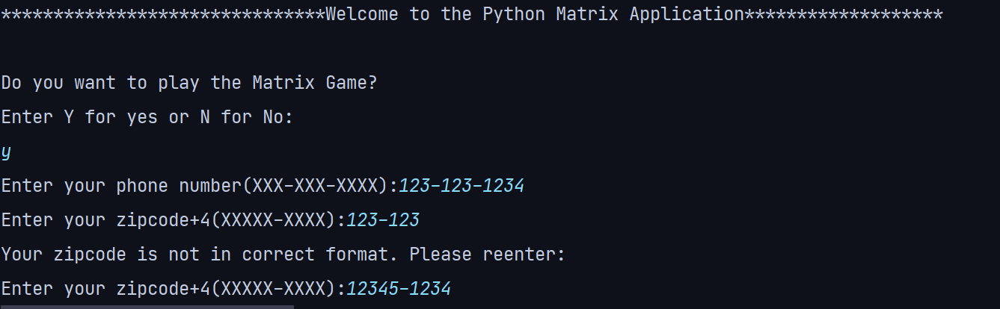 *******************************Welcome to the Python Matrix Application*******************
Do you want to play the Matrix Game?
Enter Y for yes or N for No:
y
Enter your phone number(XXX-XXX-XXXX):123-123-1234
Enter your zipcode+4(XXXXX-XXXX):123-123
Your zipcode is not in correct format. Please reenter:
Enter your zipcode+4(XXXXX-XXXX):12345-1234